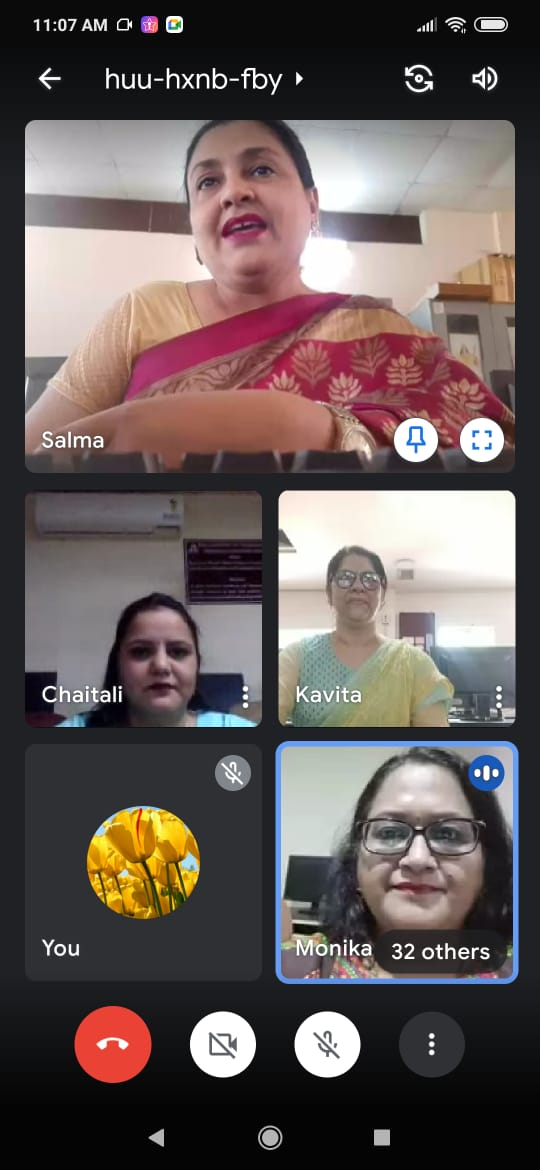 11:07 AM
huu-hxnb-fby
Salma
Chaitali
Kavita
You
Monika
32 others